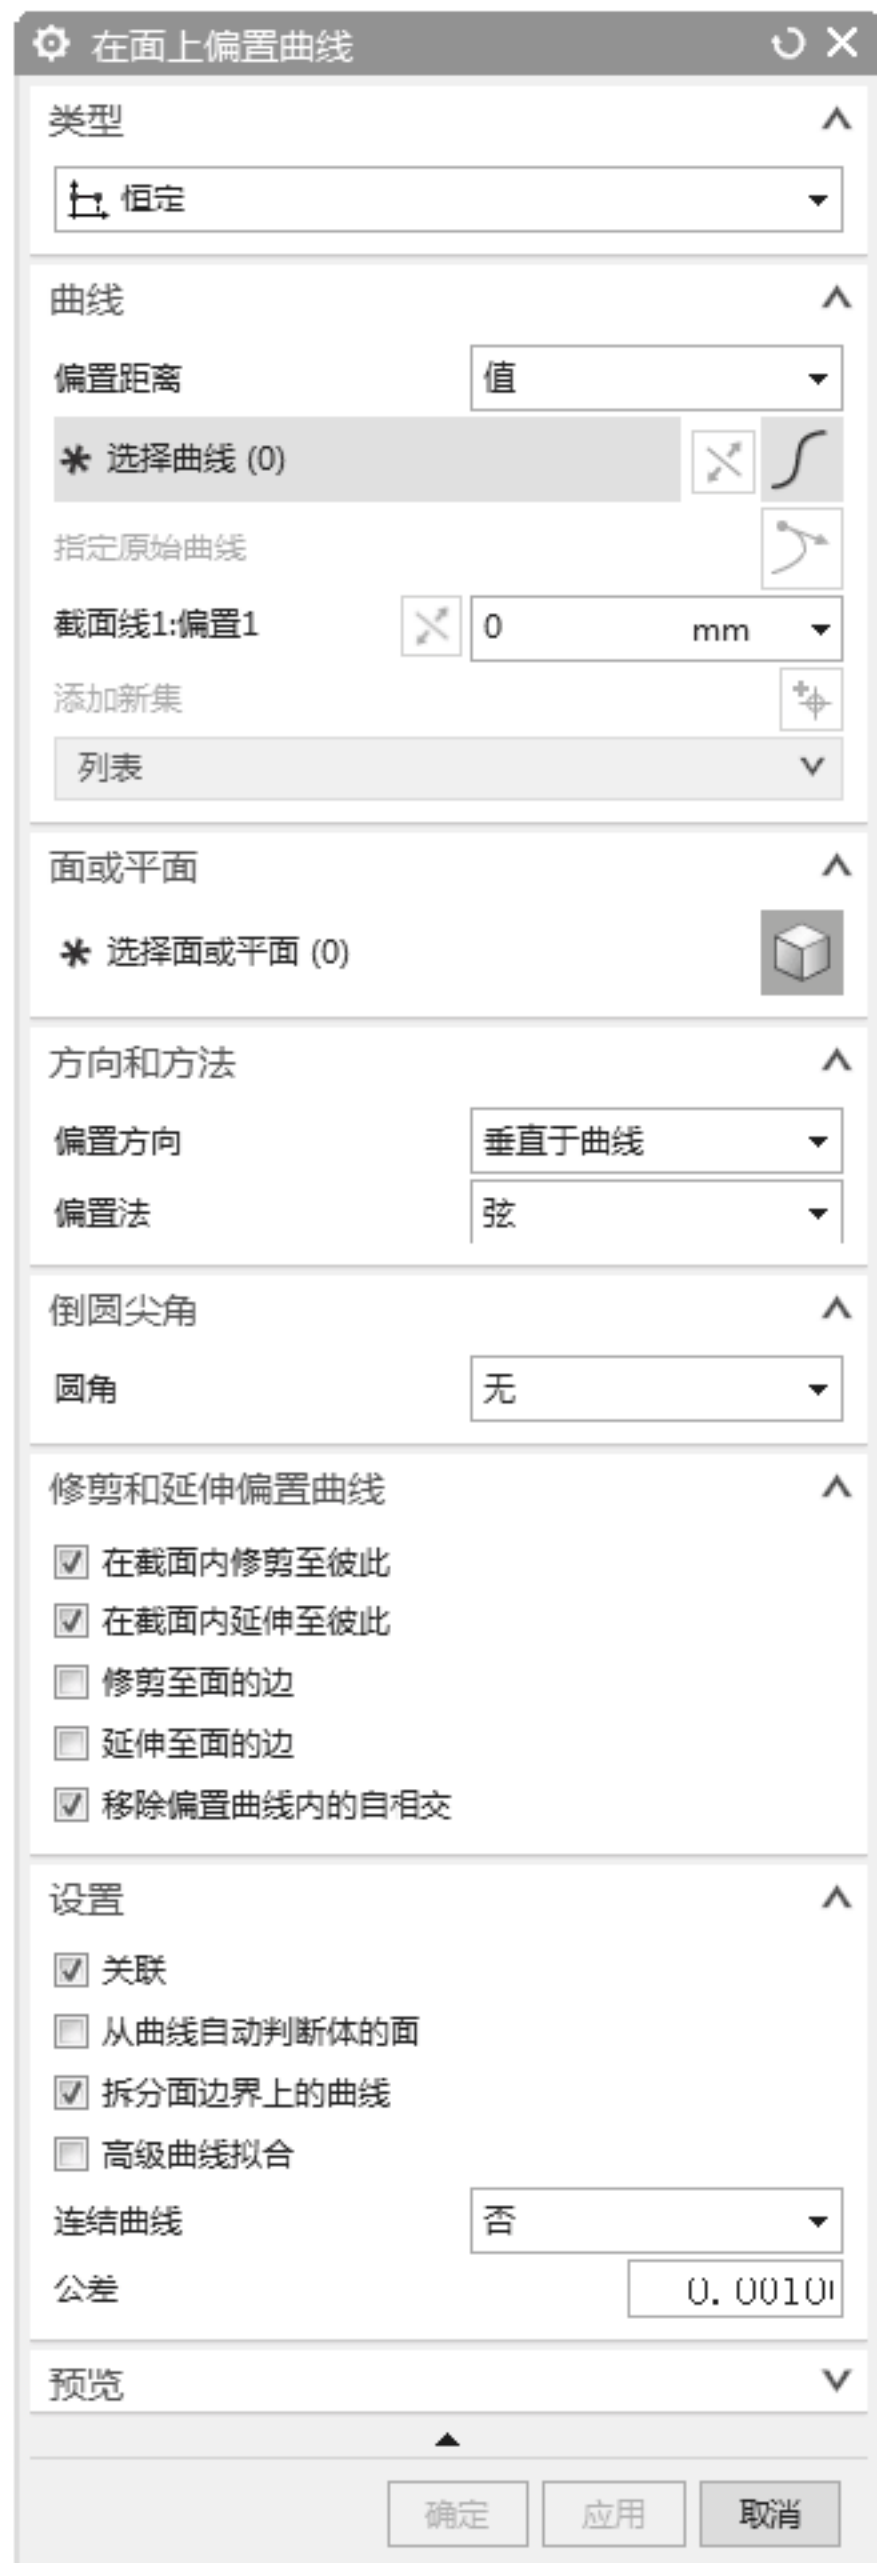 在面上偏置曲线
类型
恒定
曲线
偏置距离 值
* 选择曲线 (0)
指定原始曲线
截面线1:偏置1 0 mm
添加新集
列表
面或平面
* 选择面或平面 (0)
方向和方法
偏置方向 垂直于曲线
偏置法 弦
倒圆尖角
圆角 无
修剪和延伸偏置曲线
在截面内修剪至彼此
在截面内延伸至彼此
修剪至面的边
延伸至面的边
移除偏置曲线内的自相交
设置
关联
从曲线自动判断体的面
拆分面边界上的曲线
高级曲线拟合
连结曲线 否
公差 0.0010
预览
确定 应用 取消